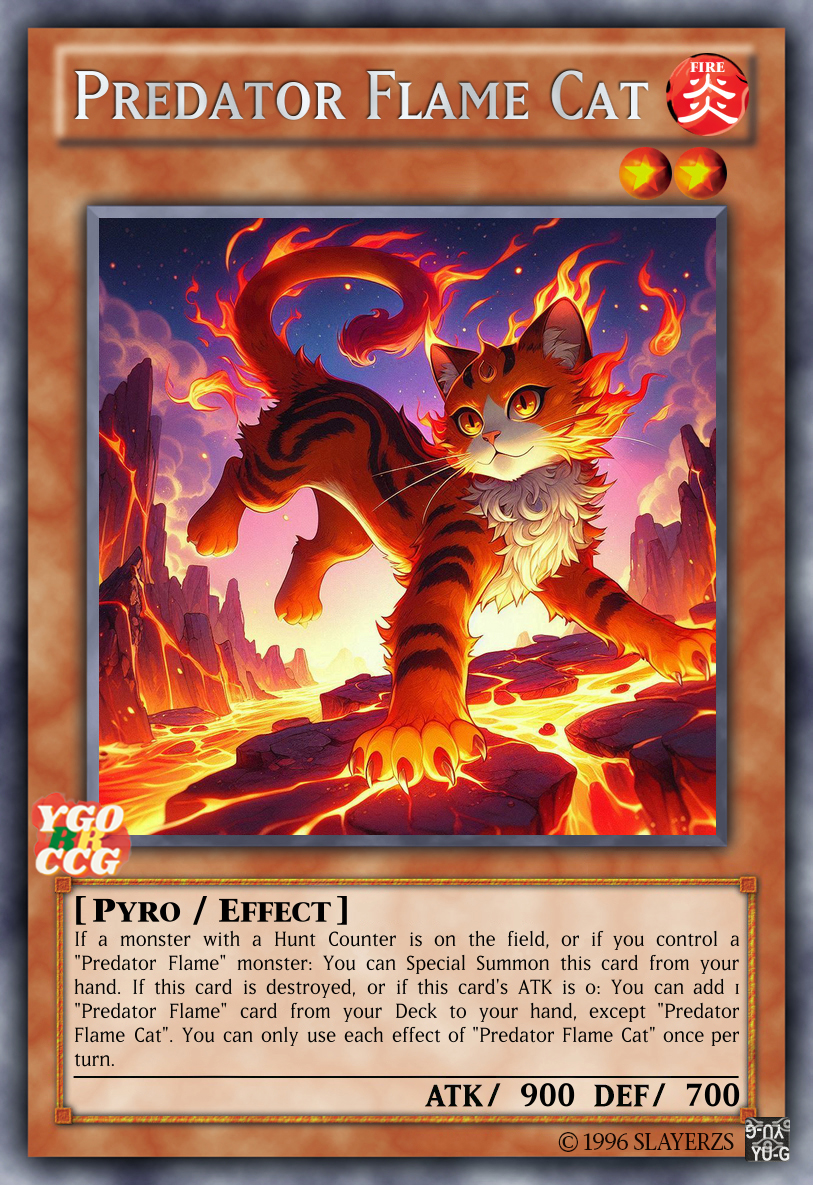 PREDATOR FLAME CAT
FIRE
炎
YGO
BR
CCG
[ PYRO / EFFECT ]
If a monster with a Hunt Counter is on the field, or if you control a
"Predator Flame" monster: You can Special Summon this card from your
hand. If this card is destroyed, or if this card's ATK is 0: You can add 1
"Predator Flame" card from your Deck to your hand, except "Predator
Flame Cat". You can only use each effect of "Predator Flame Cat" once per
turn.
ATK/ 900 DEF/ 700
© 1996 SLAYERZS
YU-G
YU-G